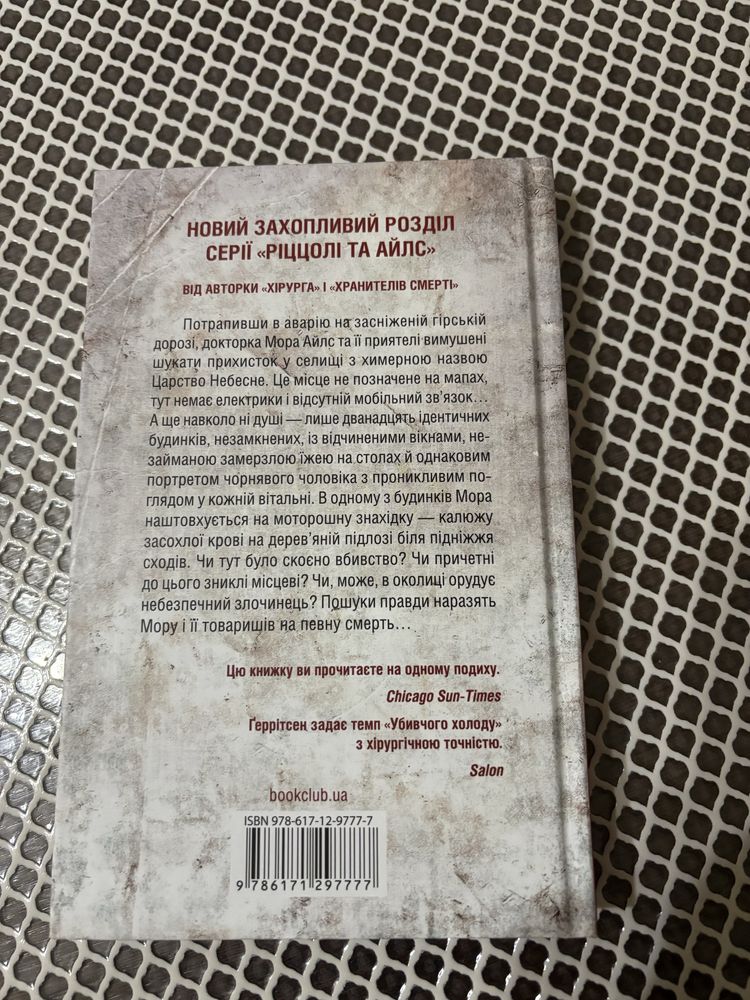 НОВИЙ ЗАХОПЛИВИЙ РОЗДІЛ
СЕРІЇ «РІЦЦОЛІ ТА АЙЛС»
ВІД АВТОРКИ «ХІРУРГА» І «ХРАНИТЕЛІВ СМЕРТІ»
Потрапивши в аварію на засніженій гірській
дорозі, докторка Мора Айлс та її приятелі вимушені
шукати прихисток у селищі з химерною назвою
Царство Небесне. Це місце не позначене на мапах,
тут немає електрики і відсутній мобільний зв’язок…
А ще навколо ні душі — лише дванадцять ідентичних
будинків, незамкнених, із відчиненими вікнами, не-
займаною замерзлою їжею на столах й однаковим
портретом чорнявого чоловіка з проникливим по-
глядом у кожній вітальні. В одному з будинків Мора
наштовхується на моторошну знахідку — калюжу
засохлої крові на дерев’яній підлозі біля підніжжя
сходів. Чи тут було скоєно вбивство? Чи причетні
до цього зниклі місцеві? Чи, може, в околиці орудує
небезпечний злочинець? Пошуки правди наразять
Мору і її товаришів на певну смерть…
Цю книжку ви прочитаєте на одному подиху.
Chicago Sun-Times
Ґеррітсен задає темп «Убивчого холоду»
з хірургічною точністю.
Salon
bookclub.ua
ISBN 978-617-12-9777-7
9 786171 297777